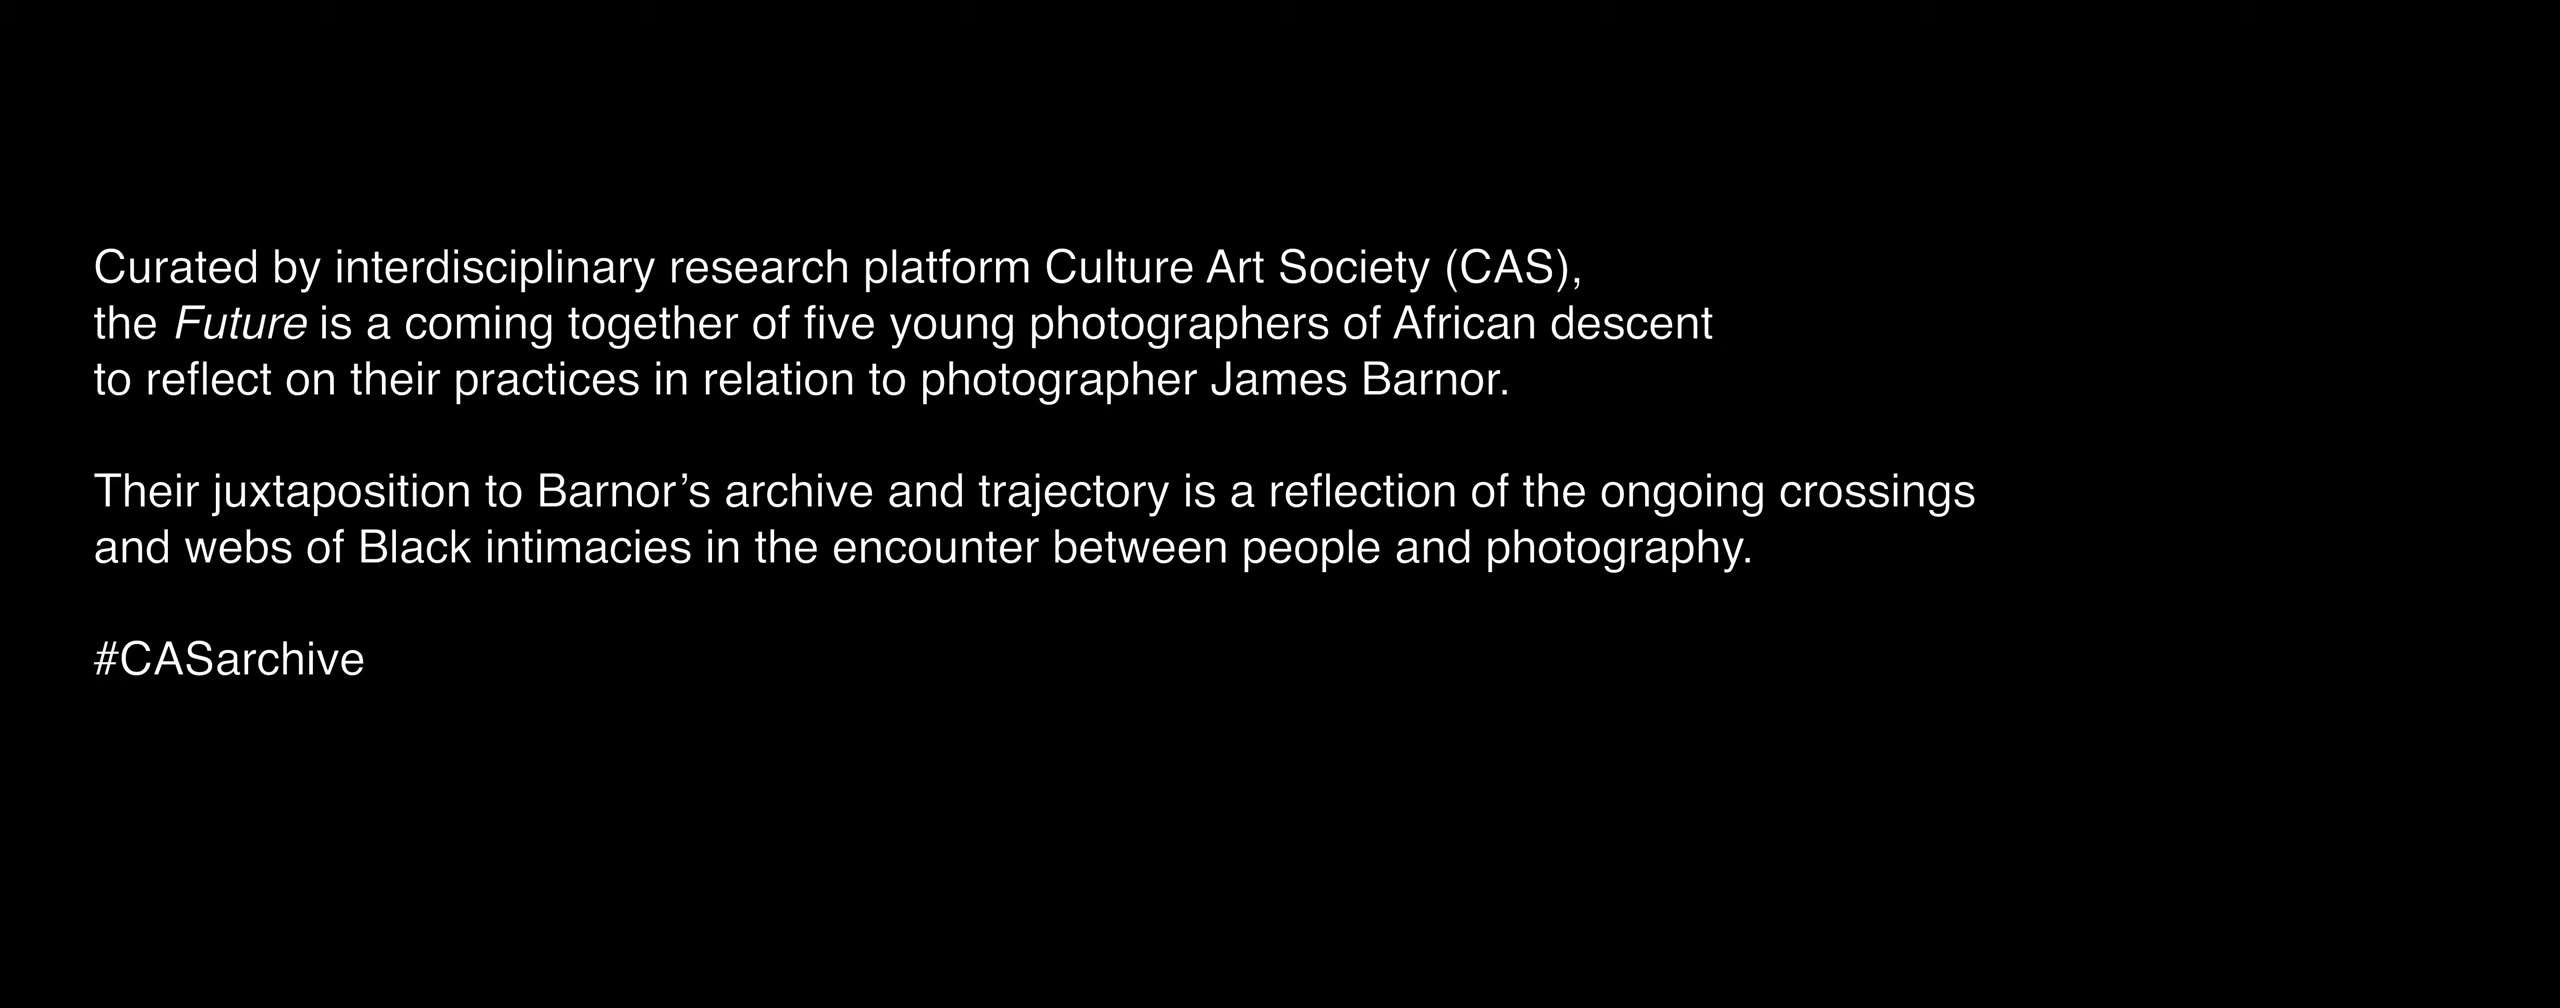 Curated by interdisciplinary research platform Culture Art Society (CAS),
the Future is a coming together of five young photographers of African descent
to reflect on their practices in relation to photographer James Barnor.
Their juxtaposition to Barnor’s archive and trajectory is a reflection of the ongoing crossings
and webs of Black intimacies in the encounter between people and photography.
#CASarchive